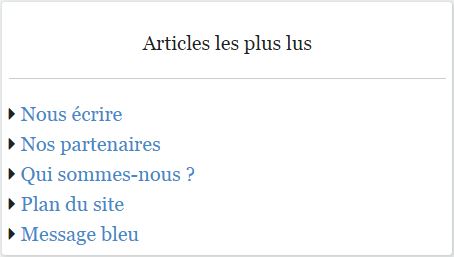 Articles les plus lus
Nous écrire
Nos partenaires
Qui sommes-nous ?
Plan du site
Message bleu